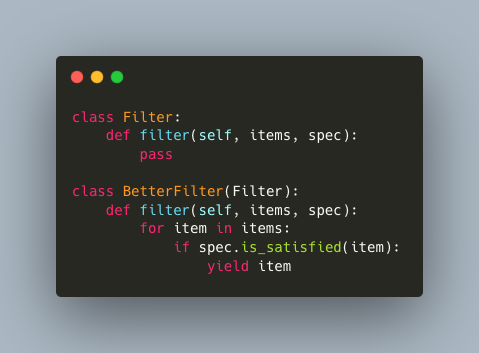 class Filter:
    def filter(self, items, spec):
        pass

class BetterFilter(Filter):
    def filter(self, items, spec):
        for item in items:
            if spec.is_satisfied(item):
                yield item